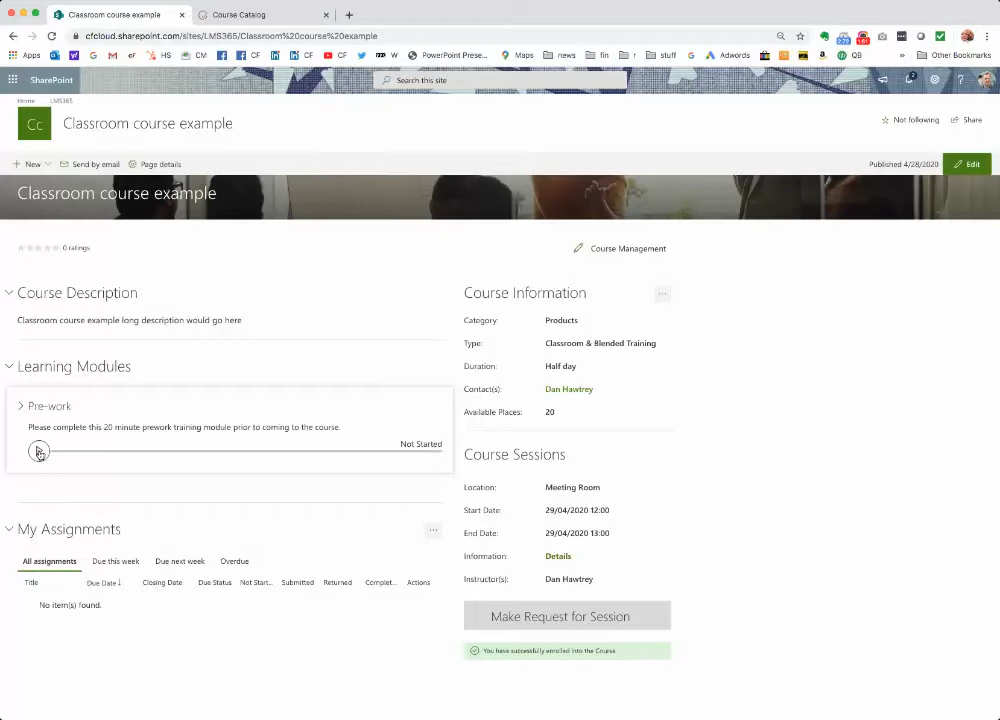 Classroom course example
Course Catalog
cfcloud.sharepoint.com/sites/LMS365/Classroom%20course%20example
Apps
HS
CM
CF
CF
CF
W
PowerPoint Prese...
Maps
news
fin
r
stuff
Adwords
QB
»
Other Bookmarks
SharePoint
Search this site
2
?
Home
LMS365
Cc
Classroom course example
Not following
Share
New
Send by email
Page details
Published 4/28/2020
Edit
Classroom course example
0 ratings
Course Management
Course Description
Classroom course example long description would go here
Learning Modules
Pre-work
Please complete this 20 minute prework training module prior to coming to the course.
Not Started
My Assignments
All assignments
Due this week
Due next week
Overdue
Title
Due Date↓
Closing Date
Due Status
Not Start...
Submitted
Returned
Complet...
Actions
No item(s) found.
Course Information
Category:
Products
Type:
Classroom & Blended Training
Duration:
Half day
Contact(s):
Dan Hawtrey
Available Places:
20
Course Sessions
Location:
Meeting Room
Start Date:
29/04/2020 12:00
End Date:
29/04/2020 13:00
Information:
Details
Instructor(s):
Dan Hawtrey
Make Request for Session
You have successfully enrolled into the Course